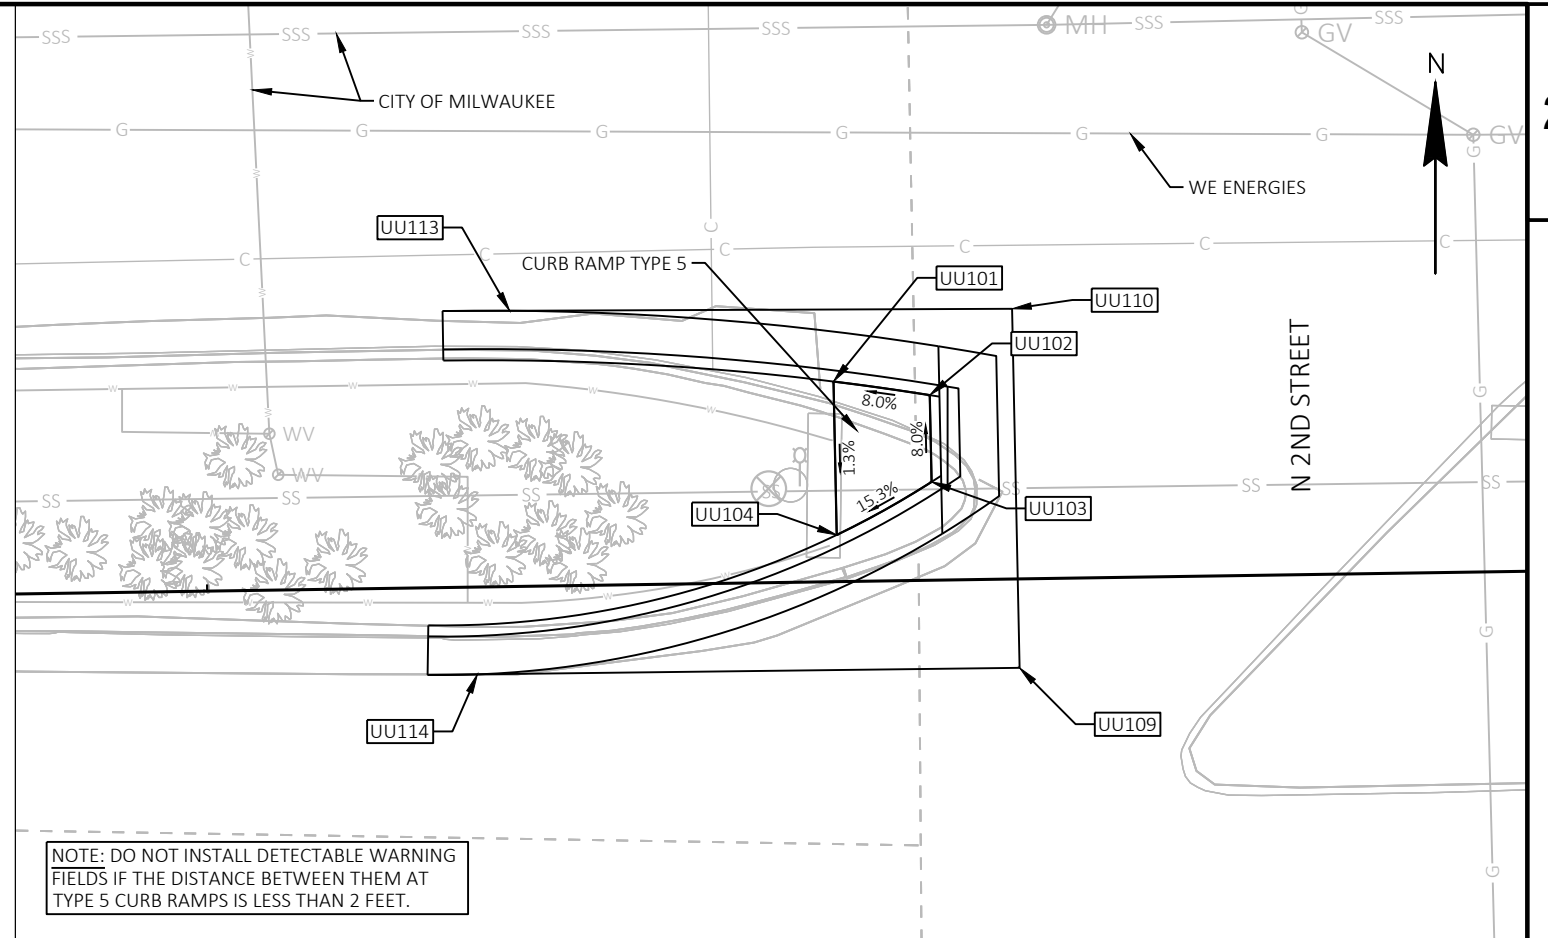 SSS
SSS
SSS
SSS
MH
SSS
G
GV
SSS
N
2
CITY OF MILWAUKEE
W
G
G
G
G
G
G
GV
G
WE ENERGIES
W
UU113
C
C
C
C
C
C
C
CURB RAMP TYPE 5
UU101
UU110
W
UU102
N 2ND STREET
W
W
W
W
W
W
8.0%
G
W
WV
8.0%
1.3%
WV
SS
SS
SS
SS
SS
SS
SS
15.3%
UU104
UU103
W
W
W
W
W
W
G
UU114
UU109
G
NOTE: DO NOT INSTALL DETECTABLE WARNING
FIELDS IF THE DISTANCE BETWEEN THEM AT
TYPE 5 CURB RAMPS IS LESS THAN 2 FEET.